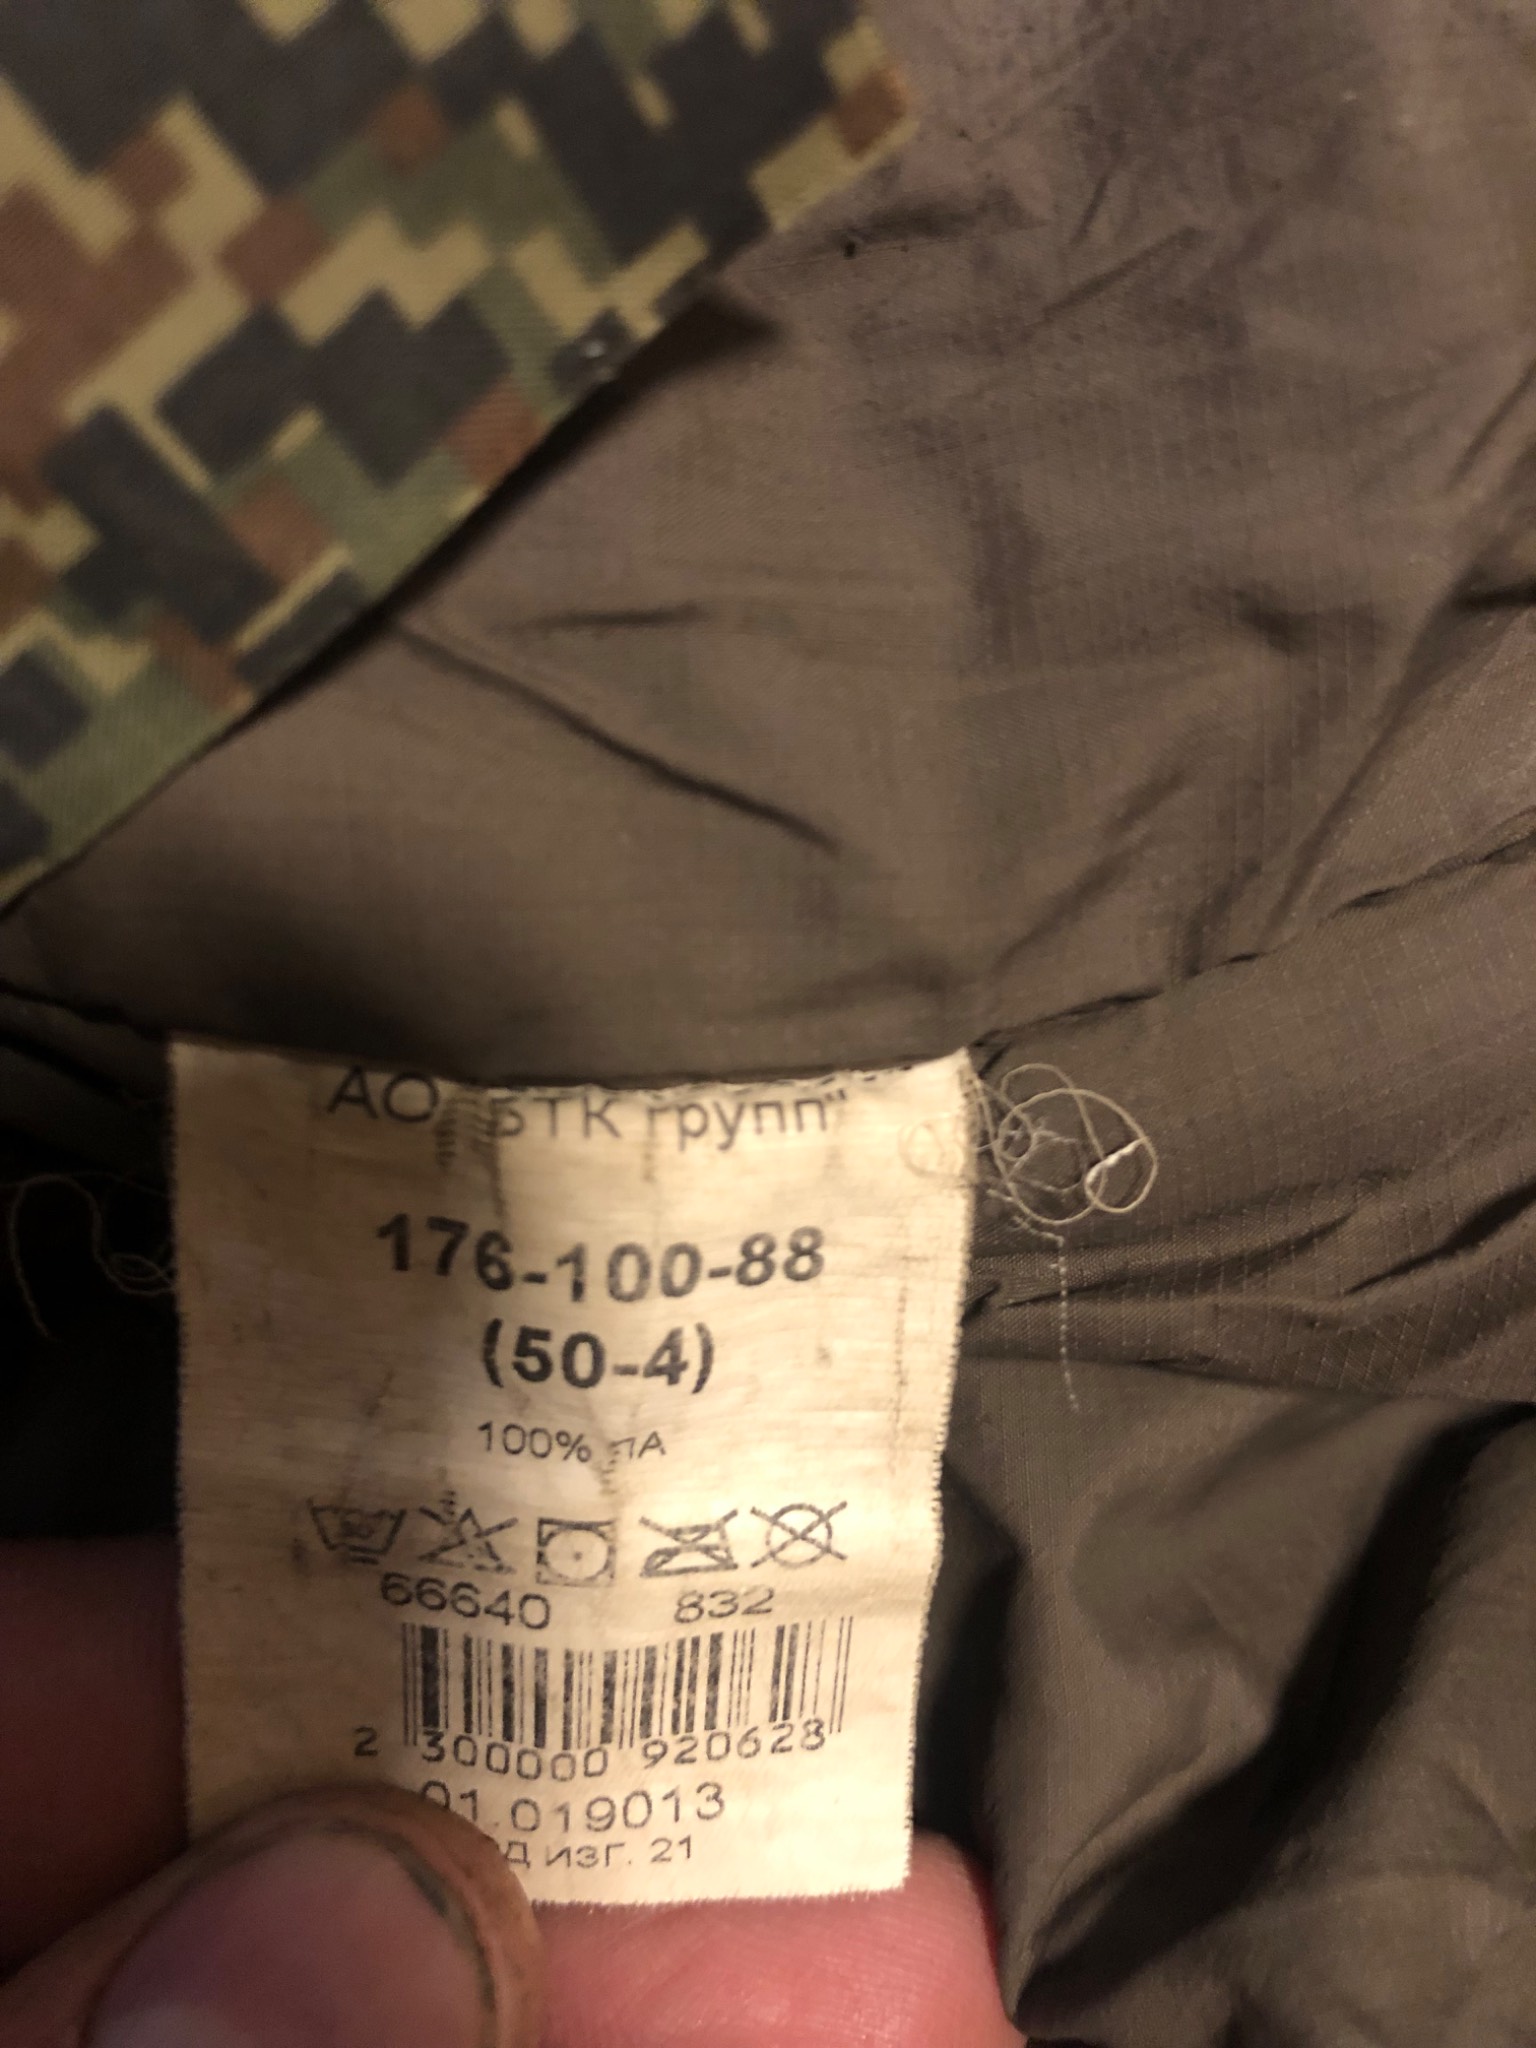 АО "БТК групп"
176-100-88
(50-4)
100% ПА
66640 832
2 300000 920628
01.019013
изг. 21